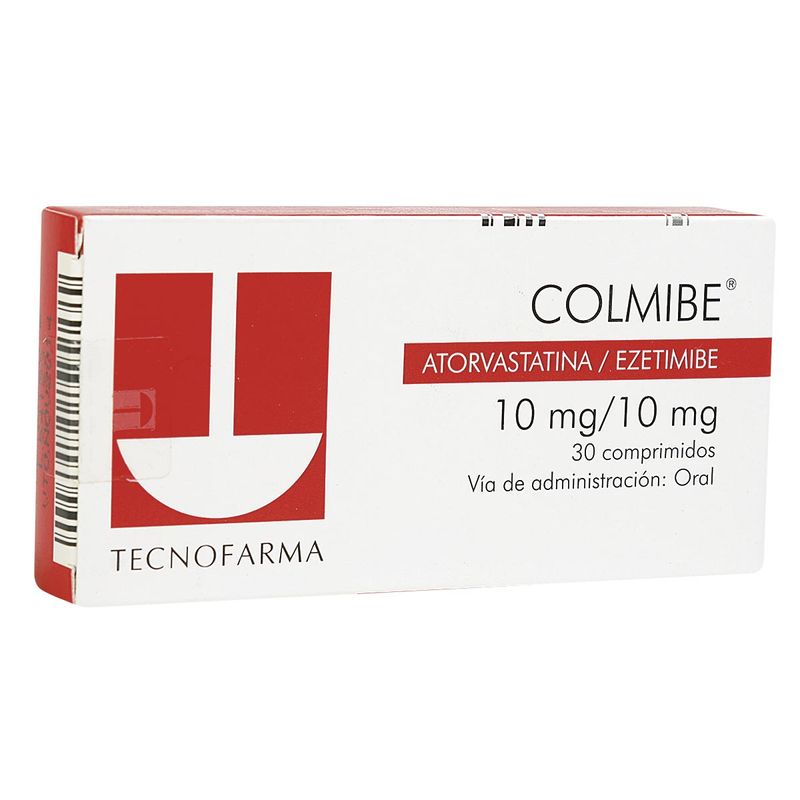 COLMIBE®
ATORVASTATINA / EZETIMIBE
10 mg/10 mg
30 comprimidos
Vía de administración: Oral
TECNOFARMA